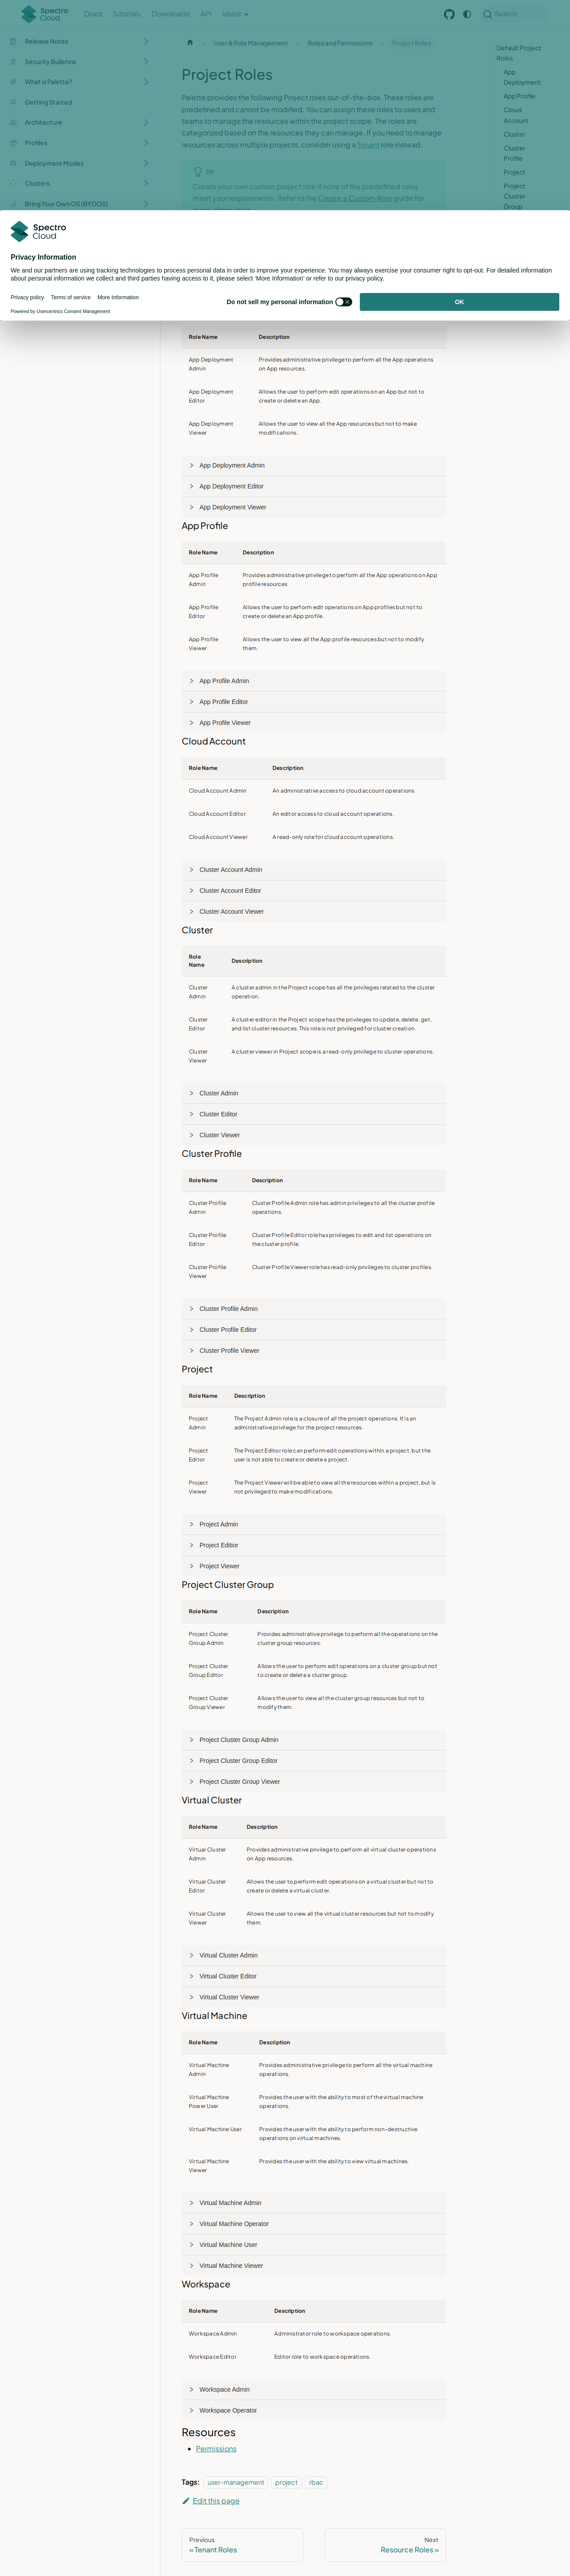 Spectro Cloud
Docs
Tutorials
Downloads
API
latest
Search
Release Notes
Security Bulletins
What is Palette?
Getting Started
Architecture
Profiles
Deployment Modes
Clusters
Bring Your Own OS (BYOOS)
User & Role Management
Roles and Permissions
Project Roles
Default Project Roles
App Deployment
App Profile
Cloud Account
Cluster
Cluster Profile
Project
Project Cluster Group
Project Roles
Palette provides the following Project roles out-of-the-box. These roles are
predefined and cannot be modified. Tenant admins can assign these roles to users or
teams to manage the resources within the project scope. The roles are
categorized based on the resources they can manage. If you need to manage
resources across multiple projects, consider using a Tenant role instead.
TIP
Create your own custom project role if none of the predefined roles
meet your requirements. Refer to the Create a Custom Role guide for
Spectro Cloud
Privacy Information
We and our partners are using tracking technologies to process personal data in order to improve your experience. You may always exercise your consumer right to opt-out. For detailed information
about personal information we collect and third parties having access to it, please select 'More Information' or refer to our privacy policy.
Privacy policy
Terms of service
More Information
Do not sell my personal information
OK
Powered by Usercentrics Consent Management
Role Name Description
App Deployment Admin Provides administrative privilege to perform all the App operations on App resources.
App Deployment Editor Allows the user to perform edit operations on an App but not to create or delete an App.
App Deployment Viewer Allows the user to view all the App resources but not to make modifications.
App Deployment Admin
App Deployment Editor
App Deployment Viewer
App Profile
Role Name Description
App Profile Admin Provides administrative privilege to perform all the App operations on App profile resources.
App Profile Editor Allows the user to perform edit operations on App profiles but not to create or delete an App profile.
App Profile Viewer Allows the user to view all the App profile resources but not to modify them.
App Profile Admin
App Profile Editor
App Profile Viewer
Cloud Account
Role Name Description
Cloud Account Admin An administrative access to cloud account operations.
Cloud Account Editor An editor access to cloud account operations.
Cloud Account Viewer A read-only role for cloud account operations.
Cluster Account Admin
Cluster Account Editor
Cluster Account Viewer
Cluster
Role Name Description
Cluster Admin A cluster admin in the Project scope has all the privileges related to the cluster operation.
Cluster Editor A cluster editor in the Project scope has the privileges to update, delete, get, and list cluster resources. This role is not privileged for cluster creation.
Cluster Viewer A cluster viewer in Project scope is a read-only privilege to cluster operations.
Cluster Admin
Cluster Editor
Cluster Viewer
Cluster Profile
Role Name Description
Cluster Profile Admin Cluster Profile Admin role has admin privileges to all the cluster profile operations.
Cluster Profile Editor Cluster Profile Editor role has privileges to edit and list operations on the cluster profile.
Cluster Profile Viewer Cluster Profile Viewer role has read-only privileges to cluster profiles.
Cluster Profile Admin
Cluster Profile Editor
Cluster Profile Viewer
Project
Role Name Description
Project Admin The Project Admin role is a closure of all the project operations. It is an administrative privilege for the project resources.
Project Editor The Project Editor role can perform edit operations within a project, but the user is not able to create or delete a project.
Project Viewer The Project Viewer will be able to view all the resources within a project, but is not privileged to make modifications.
Project Admin
Project Editior
Project Viewer
Project Cluster Group
Role Name Description
Project Cluster Group Admin Provides administrative privilege to perform all the operations on the cluster group resources.
Project Cluster Group Editor Allows the user to perform edit operations on a cluster group but not to create or delete a cluster group.
Project Cluster Group Viewer Allows the user to view all the cluster group resources but not to modify them.
Project Cluster Group Admin
Project Cluster Group Editor
Project Cluster Group Viewer
Virtual Cluster
Role Name Description
Virtual Cluster Admin Provides administrative privilege to perform all virtual cluster operations on App resources.
Virtual Cluster Editor Allows the user to perform edit operations on a virtual cluster but not to create or delete a virtual cluster.
Virtual Cluster Viewer Allows the user to view all the virtual cluster resources but not to modify them.
Virtual Cluster Admin
Virtual Cluster Editor
Virtual Cluster Viewer
Virtual Machine
Role Name Description
Virtual Machine Admin Provides administrative privilege to perform all the virtual machine operations.
Virtual Machine Power User Provides the user with the ability to most of the virtual machine operations.
Virtual Machine User Provides the user with the ability to perform non-destructive operations on virtual machines.
Virtual Machine Viewer Provides the user with the ability to view virtual machines.
Virtual Machine Admin
Virtual Machine Operator
Virtual Machine User
Virtual Machine Viewer
Workspace
Role Name Description
Workspace Admin Administrator role to workspace operations.
Workspace Editor Editor role to workspace operations.
Workspace Admin
Workspace Operator
Resources
Permissions
Tags: user-management project rbac
Edit this page
Previous
« Tenant Roles
Next
Resource Roles »